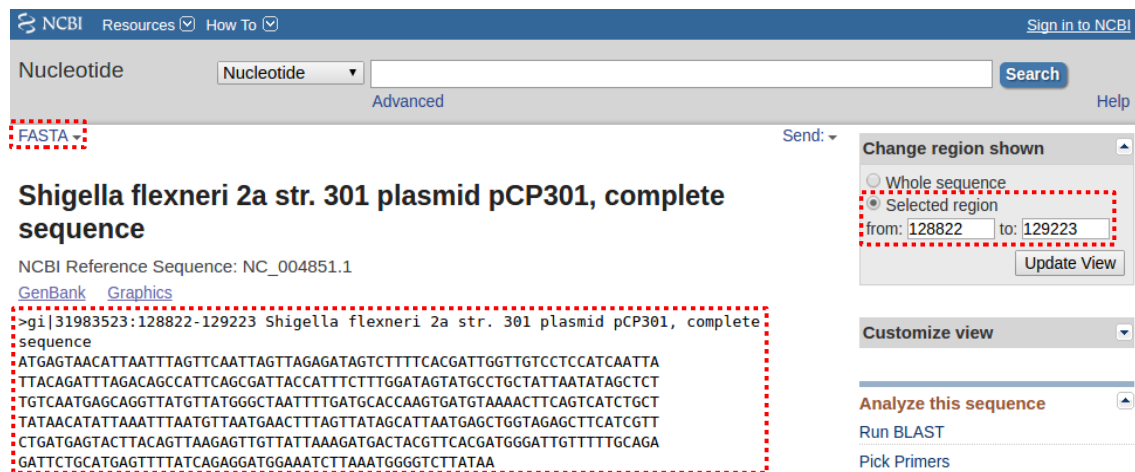 NCBI Resources How To Sign in to NCBI
Nucleotide Nucleotide Search
Advanced Help
FASTA Send:
Change region shown
Whole sequence
Selected region
from: 128822 to: 129223
Update View
Shigella flexneri 2a str. 301 plasmid pCP301, complete
sequence
NCBI Reference Sequence: NC_004851.1
GenBank Graphics
>gi|31983523:128822-129223 Shigella flexneri 2a str. 301 plasmid pCP301, complete
sequence
ATGAGTAACATTAATTTAGTTCAATTAGTTAGAGATAGTCTTTTCACGATTGGTTGTCCTCCATCAATTA
TTACAGATTTAGACAGCCATTCAGCGATTACCATTTCTTTGGATAGTATGCCTGCTATTAATATAGCTCT
TGTCAATGAGCAGGTTATGTTATGGGCTAATTTTGATGCACCAAGTGATGTAAAACTTCAGTCATCTGCT
TATAACATATTAAATTTAATGTTAATGAACTTTAGTTATAGCATTAATGAGCTGGTAGAGCTTCATCGTT
CTGATGAGTACTTACAGTTAAGAGTTGTTATTAAAGATGACTACGTTCACGATGGGATTGTTTTTGCAGA
GATTCTGCATGAGTTTTATCAGAGGATGGAAATCTTAAATGGGGTCTTATAA
Customize view
Analyze this sequence
Run BLAST
Pick Primers